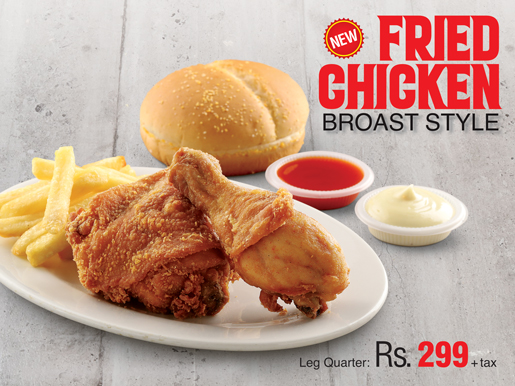 NEW
FRIED
CHICKEN
BROAST STYLE
Leg Quarter: Rs. 299 + tax